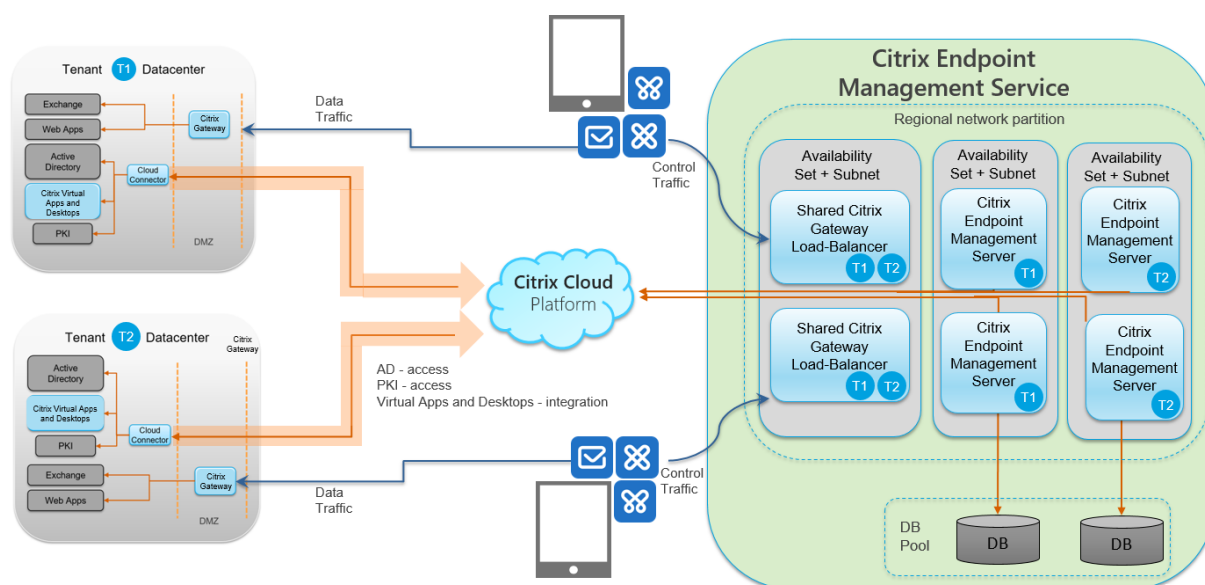 Tenant T1 Datacenter
Exchange
Web Apps
Active
Directory
Citrix Virtual
Apps and
Desktops
PKI
Cloud
Connector
Citrix
Gateway
DMZ
Data
Traffic
Control
Traffic
Tenant T2 Datacenter
Citrix
Gateway
Active
Directory
Citrix Virtual Apps
and Desktops
PKI
Exchange
Web Apps
Cloud
Connector
Citrix
Gateway
DMZ
Citrix Cloud
Platform
AD - access
PKI - access
Virtual Apps and Desktops - integration
Data
Traffic
Control
Traffic
Citrix Endpoint
Management Service
Regional network partition
Availability
Set + Subnet
Shared Citrix
Gateway
Load-Balancer
T1 T2
Shared Citrix
Gateway
Load-Balancer
T1 T2
Availability
Set + Subnet
Citrix
Endpoint
Management
Server
T1
Citrix
Endpoint
Management
Server
T1
Availability
Set + Subnet
Citrix
Endpoint
Management
Server
T2
Citrix
Endpoint
Management
Server
T2
DB
Pool
DB
DB